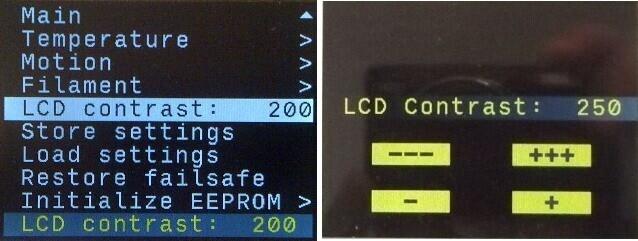 Main
Temperature >
Motion >
Filament >
LCD contrast: 200
Store settings
Load settings
Restore failsafe
Initialize EEPROM >
LCD contrast: 200
LCD Contrast: 250
--- +++
- +